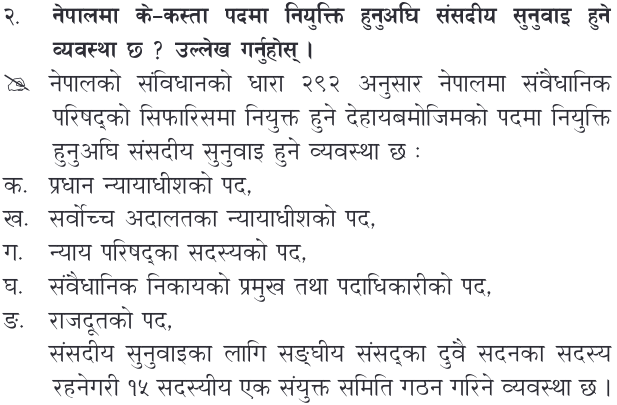 २. नेपालमा के-कस्ता पदमा नियुक्ति हुनुअघि संसदीय सुनुवाइ हुने
व्यवस्था छ ? उल्लेख गर्नुहोस् ।
नेपालको संविधानको धारा २९२ अनुसार नेपालमा संवैधानिक
परिषद्को सिफारिसमा नियुक्त हुने देहायबमोजिमको पदमा नियुक्ति
हुनुअघि संसदीय सुनुवाइ हुने व्यवस्था छ :
क. प्रधान न्यायाधीशको पद,
ख. सर्वोच्च अदालतका न्यायाधीशको पद,
ग. न्याय परिषद्का सदस्यको पद,
घ. संवैधानिक निकायको प्रमुख तथा पदाधिकारीको पद,
ङ. राजदूतको पद,
संसदीय सुनुवाइका लागि सङ्घीय संसद्का दुवै सदनका सदस्य
रहनेगरी १५ सदस्यीय एक संयुक्त समिति गठन गरिने व्यवस्था छ ।